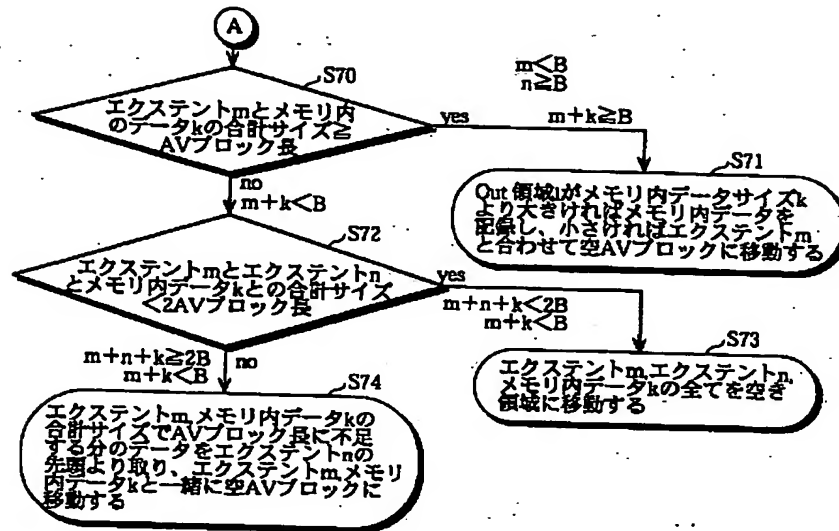 A
S70
エクステントmとメモリ内
のデータkの合計サイズ≧
AVブロック長
yes
m<B
n≧B
m+k≧B
S71
Out領域lがメモリ内データサイズk
より大きければメモリ内データを
記録し、小さければエクステントm
と合わせて空AVブロックに移動する
no
m+k<B
S72
エクステントmとエクステントn
とメモリ内データkとの合計サイズ
<2AVブロック長
yes
m+n+k<2B
m+k<B
S73
エクステントm,エクステントn,
メモリ内データkの全てを空き
領域に移動する
m+n+k≧2B
m+k<B
no
S74
エクステントm,メモリ内データkの
合計サイズでAVブロック長に不足
する分のデータをエクステントnの
先頭より取り、エクステントm,メモリ
内データkと一緒に空AVブロックに
移動する